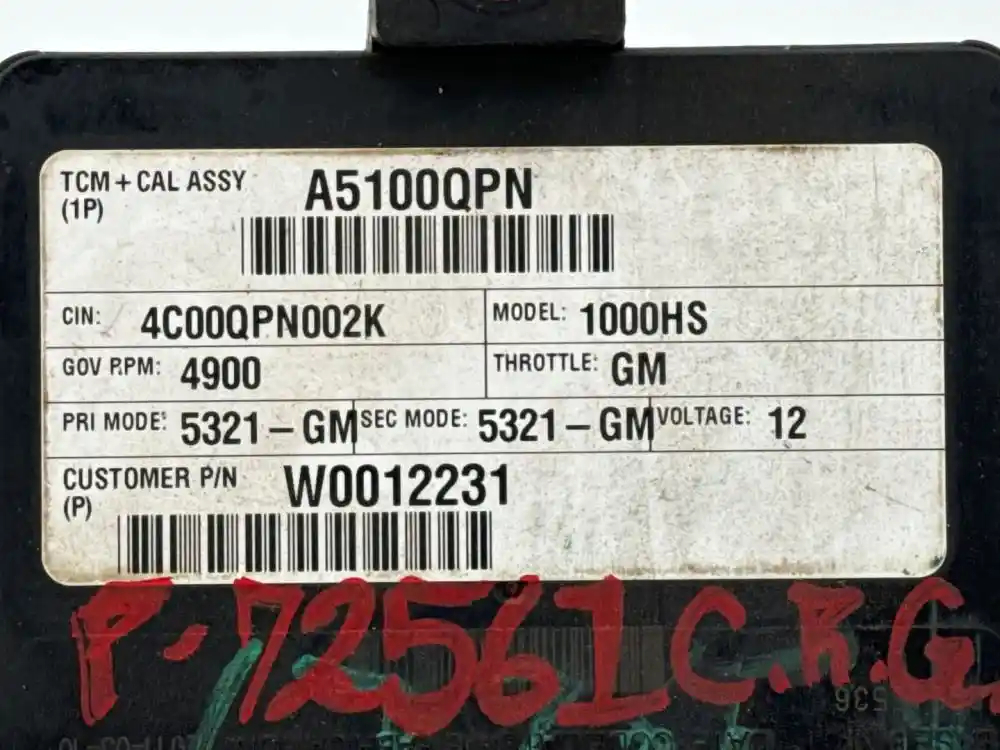 TCM + CAL ASSY A5100QPN
(1P)
CIN: 4C00QPN002K MODEL: 1000HS
GOV RPM: 4900 THROTTLE: GM
PRI MODE: 5321-GM SEC MODE: 5321-GM VOLTAGE: 12
CUSTOMER P/N W0012231
(P)
P-72561C.R.G.
536